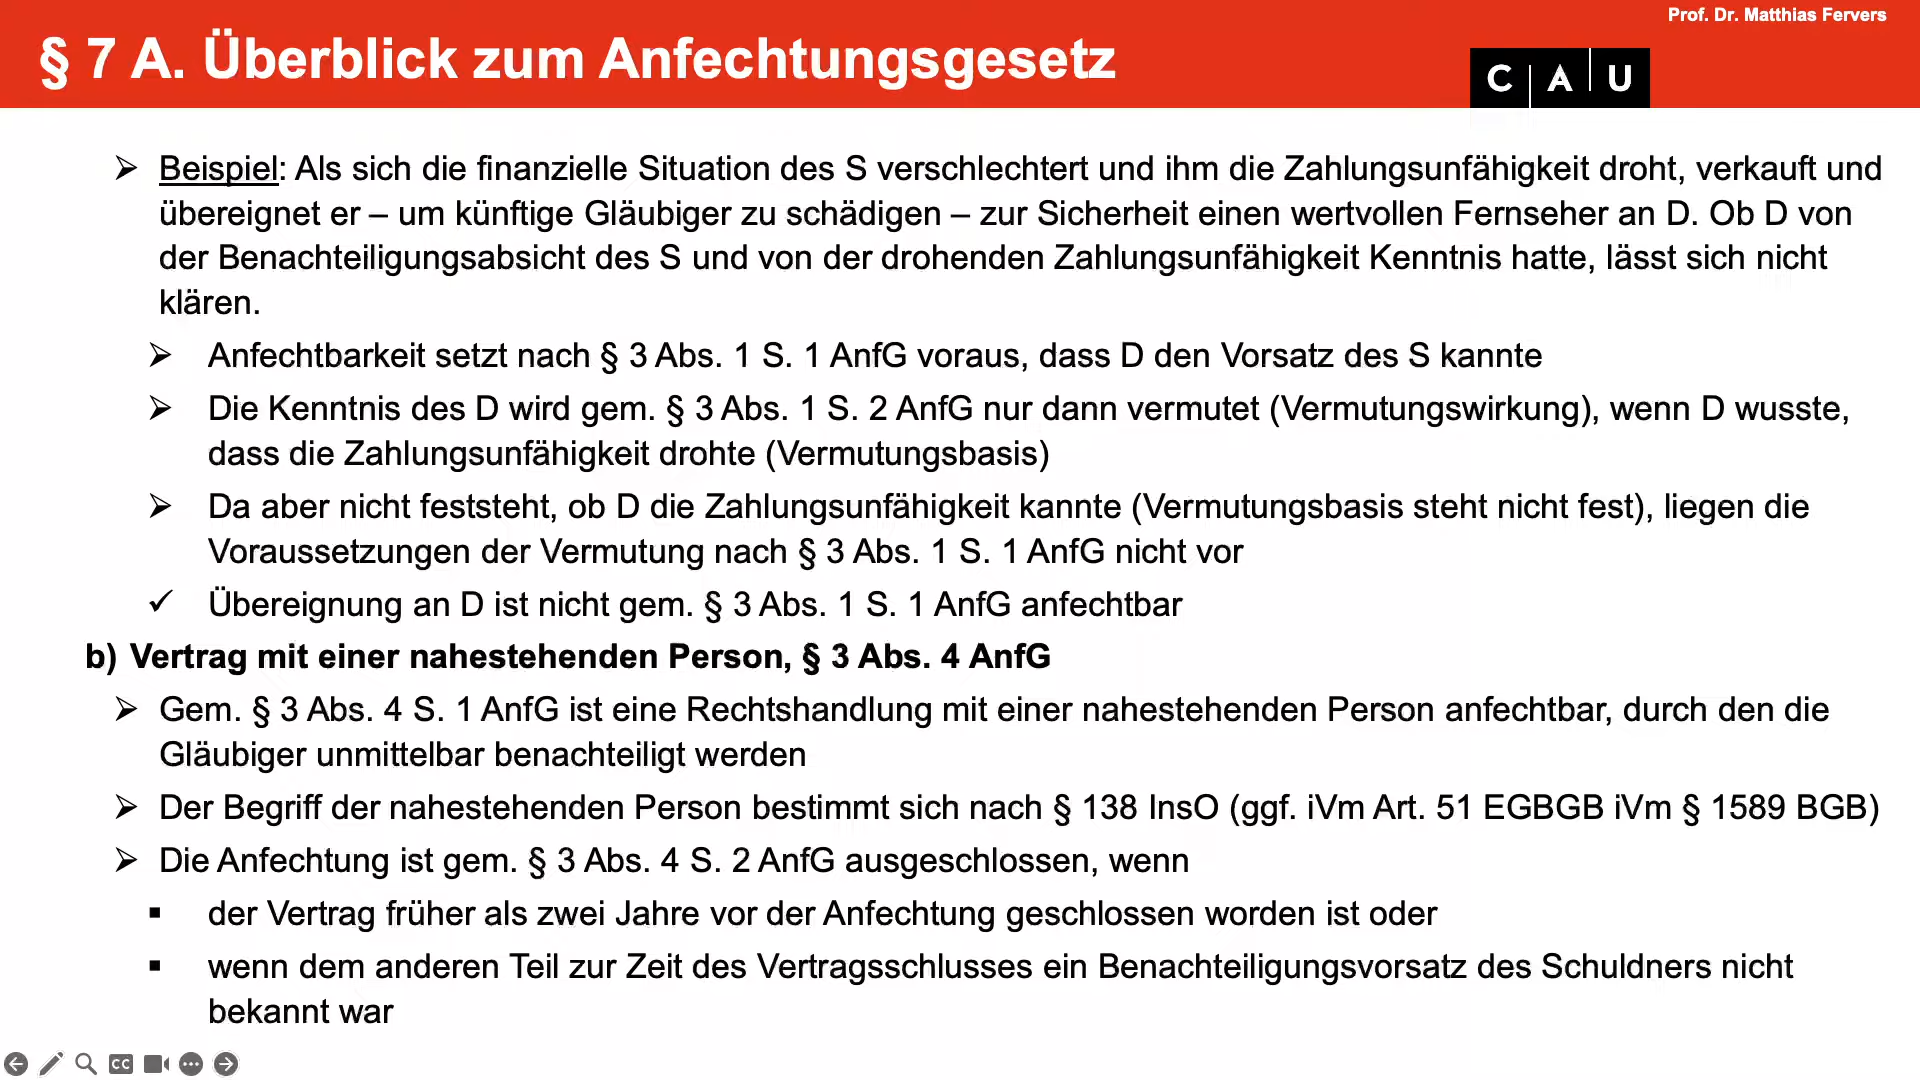 Prof. Dr. Matthias Fervers
§ 7 A. Überblick zum Anfechtungsgesetz
C A U
➢ Beispiel: Als sich die finanzielle Situation des S verschlechtert und ihm die Zahlungsunfähigkeit droht, verkauft und
übereignet er – um künftige Gläubiger zu schädigen – zur Sicherheit einen wertvollen Fernseher an D. Ob D von
der Benachteiligungsabsicht des S und von der drohenden Zahlungsunfähigkeit Kenntnis hatte, lässt sich nicht
klären.
➢ Anfechtbarkeit setzt nach § 3 Abs. 1 S. 1 AnfG voraus, dass D den Vorsatz des S kannte
➢ Die Kenntnis des D wird gem. § 3 Abs. 1 S. 2 AnfG nur dann vermutet (Vermutungswirkung), wenn D wusste,
dass die Zahlungsunfähigkeit drohte (Vermutungsbasis)
➢ Da aber nicht feststeht, ob D die Zahlungsunfähigkeit kannte (Vermutungsbasis steht nicht fest), liegen die
Voraussetzungen der Vermutung nach § 3 Abs. 1 S. 1 AnfG nicht vor
✓ Übereignung an D ist nicht gem. § 3 Abs. 1 S. 1 AnfG anfechtbar
b) Vertrag mit einer nahestehenden Person, § 3 Abs. 4 AnfG
➢ Gem. § 3 Abs. 4 S. 1 AnfG ist eine Rechtshandlung mit einer nahestehenden Person anfechtbar, durch den die
Gläubiger unmittelbar benachteiligt werden
➢ Der Begriff der nahestehenden Person bestimmt sich nach § 138 InsO (ggf. iVm Art. 51 EGBGB iVm § 1589 BGB)
➢ Die Anfechtung ist gem. § 3 Abs. 4 S. 2 AnfG ausgeschlossen, wenn
▪ der Vertrag früher als zwei Jahre vor der Anfechtung geschlossen worden ist oder
▪ wenn dem anderen Teil zur Zeit des Vertragsschlusses ein Benachteiligungsvorsatz des Schuldners nicht
bekannt war
CC